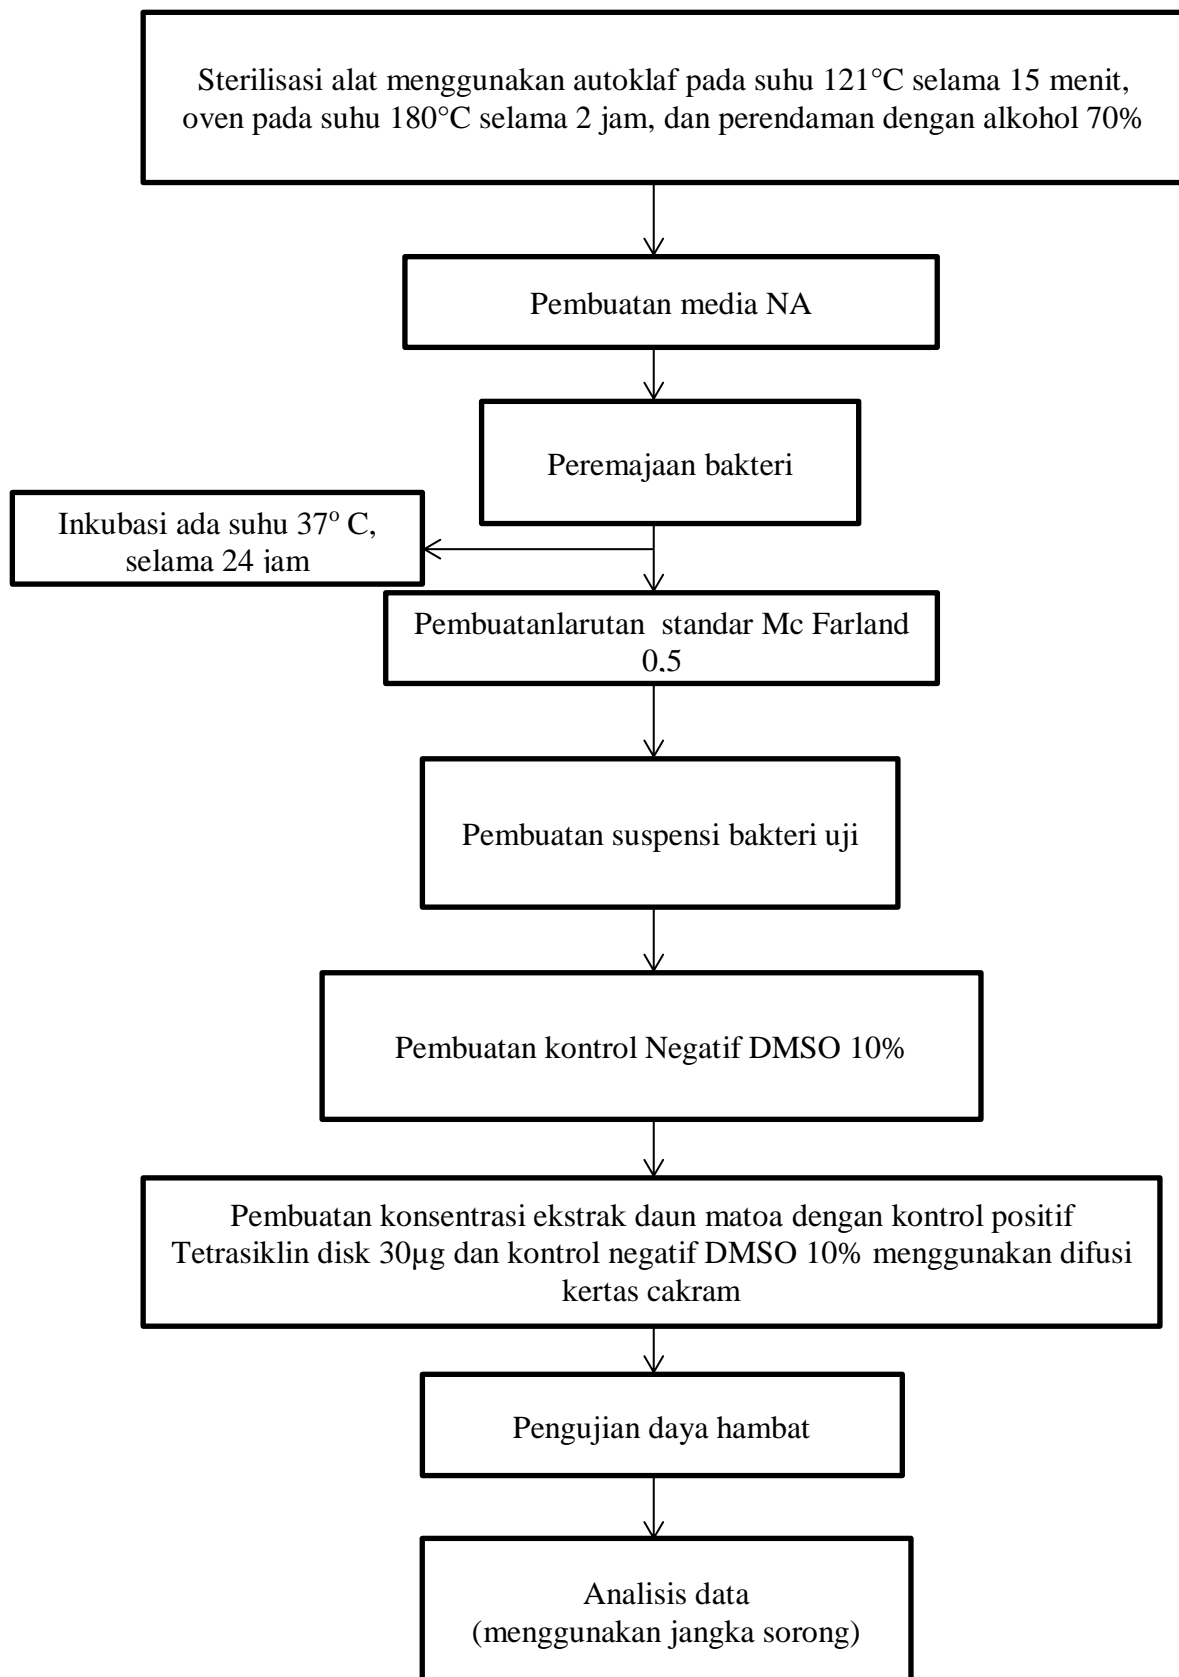 Sterilisasi alat menggunakan autoklaf pada suhu 121°C selama 15 menit,
oven pada suhu 180°C selama 2 jam, dan perendaman dengan alkohol 70%
Pembuatan media NA
Peremajaan bakteri
Inkubasi ada suhu 37° C,
selama 24 jam
Pembuatanlarutan  standar Mc Farland
0,5
Pembuatan suspensi bakteri uji
Pembuatan kontrol Negatif DMSO 10%
Pembuatan konsentrasi ekstrak daun matoa dengan kontrol positif
Tetrasiklin disk 30µg dan kontrol negatif DMSO 10% menggunakan difusi
kertas cakram
Pengujian daya hambat
Analisis data
(menggunakan jangka sorong)